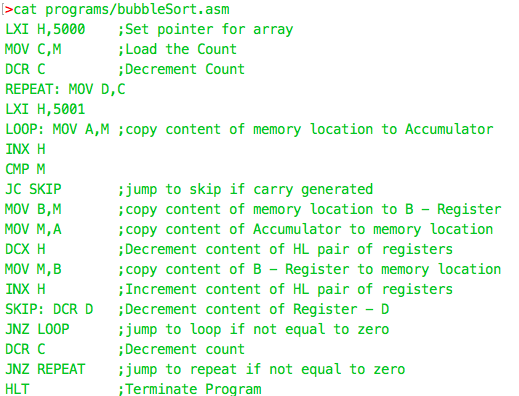 [>cat programs/bubbleSort.asm
LXI H,5000 ;Set pointer for array
MOV C,M ;Load the Count
DCR C ;Decrement Count
REPEAT: MOV D,C
LXI H,5001
LOOP: MOV A,M ;copy content of memory location to Accumulator
INX H
CMP M
JC SKIP ;jump to skip if carry generated
MOV B,M ;copy content of memory location to B - Register
MOV M,A ;copy content of Accumulator to memory location
DCX H ;Decrement content of HL pair of registers
MOV M,B ;copy content of B - Register to memory location
INX H ;Increment content of HL pair of registers
SKIP: DCR D ;Decrement content of Register - D
JNZ LOOP ;jump to loop if not equal to zero
DCR C ;Decrement count
JNZ REPEAT ;jump to repeat if not equal to zero
HLT ;Terminate Program